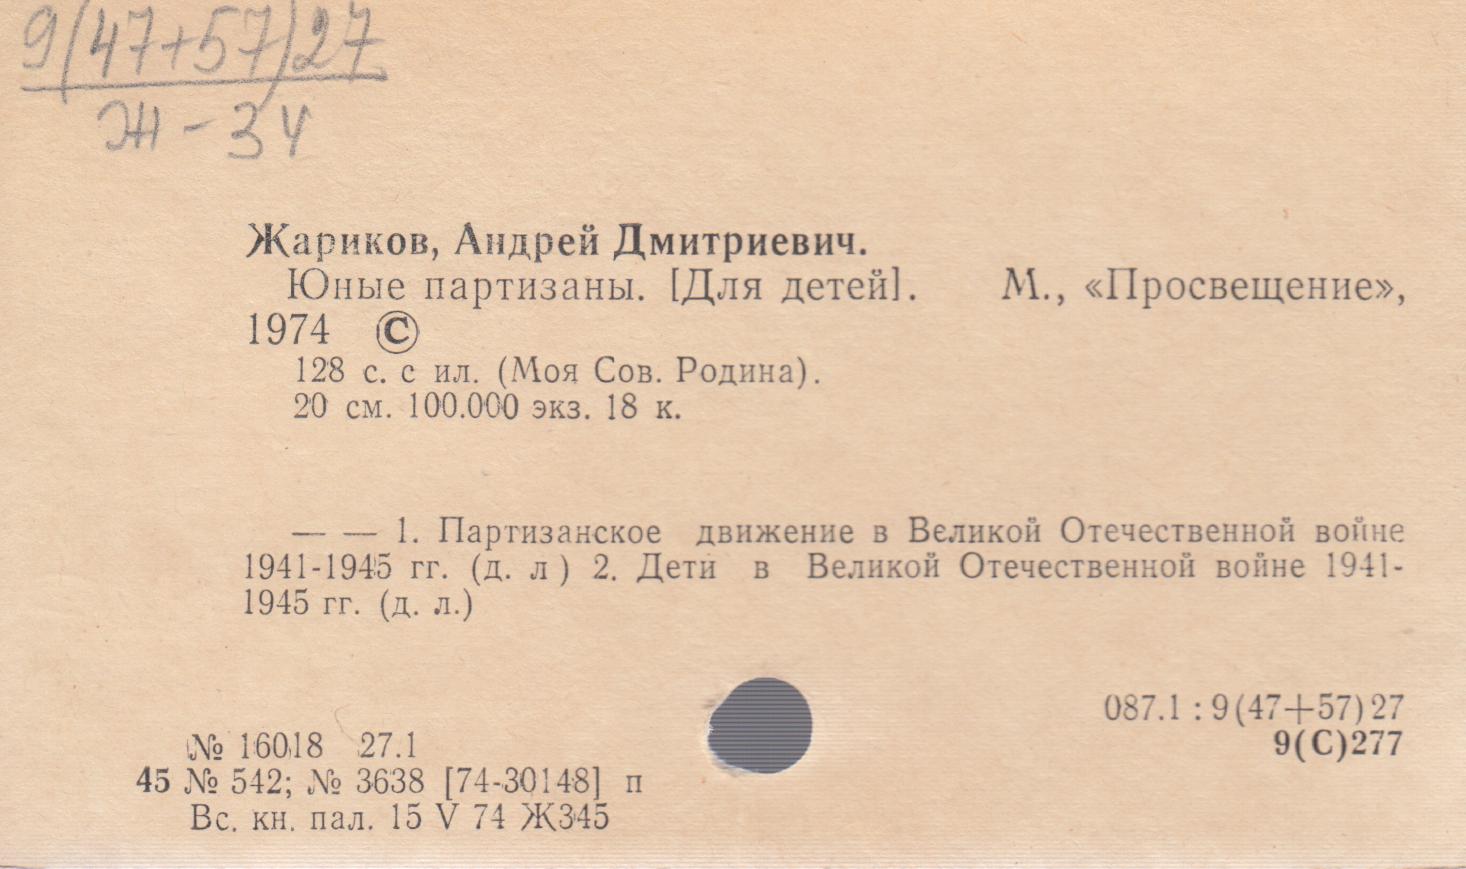 9(47+57)27
Ж-34
Жариков, Андрей Дмитриевич.
Юные партизаны. [Для детей]. М., «Просвещение»,
1974 ©
128 с. с ил. (Моя Сов. Родина).
20 см. 100.000 экз. 18 к.
— — 1. Партизанское движение в Великой Отечественной войне
1941-1945 гг. (д. л ) 2. Дети в Великой Отечественной войне 1941-
1945 гг. (д. л.)
087.1 : 9(47+57)27
9(С)277
№ 16018 27.1
45 № 542; № 3638 [74-30148] п
Вс. кн. пал. 15 V 74 Ж345